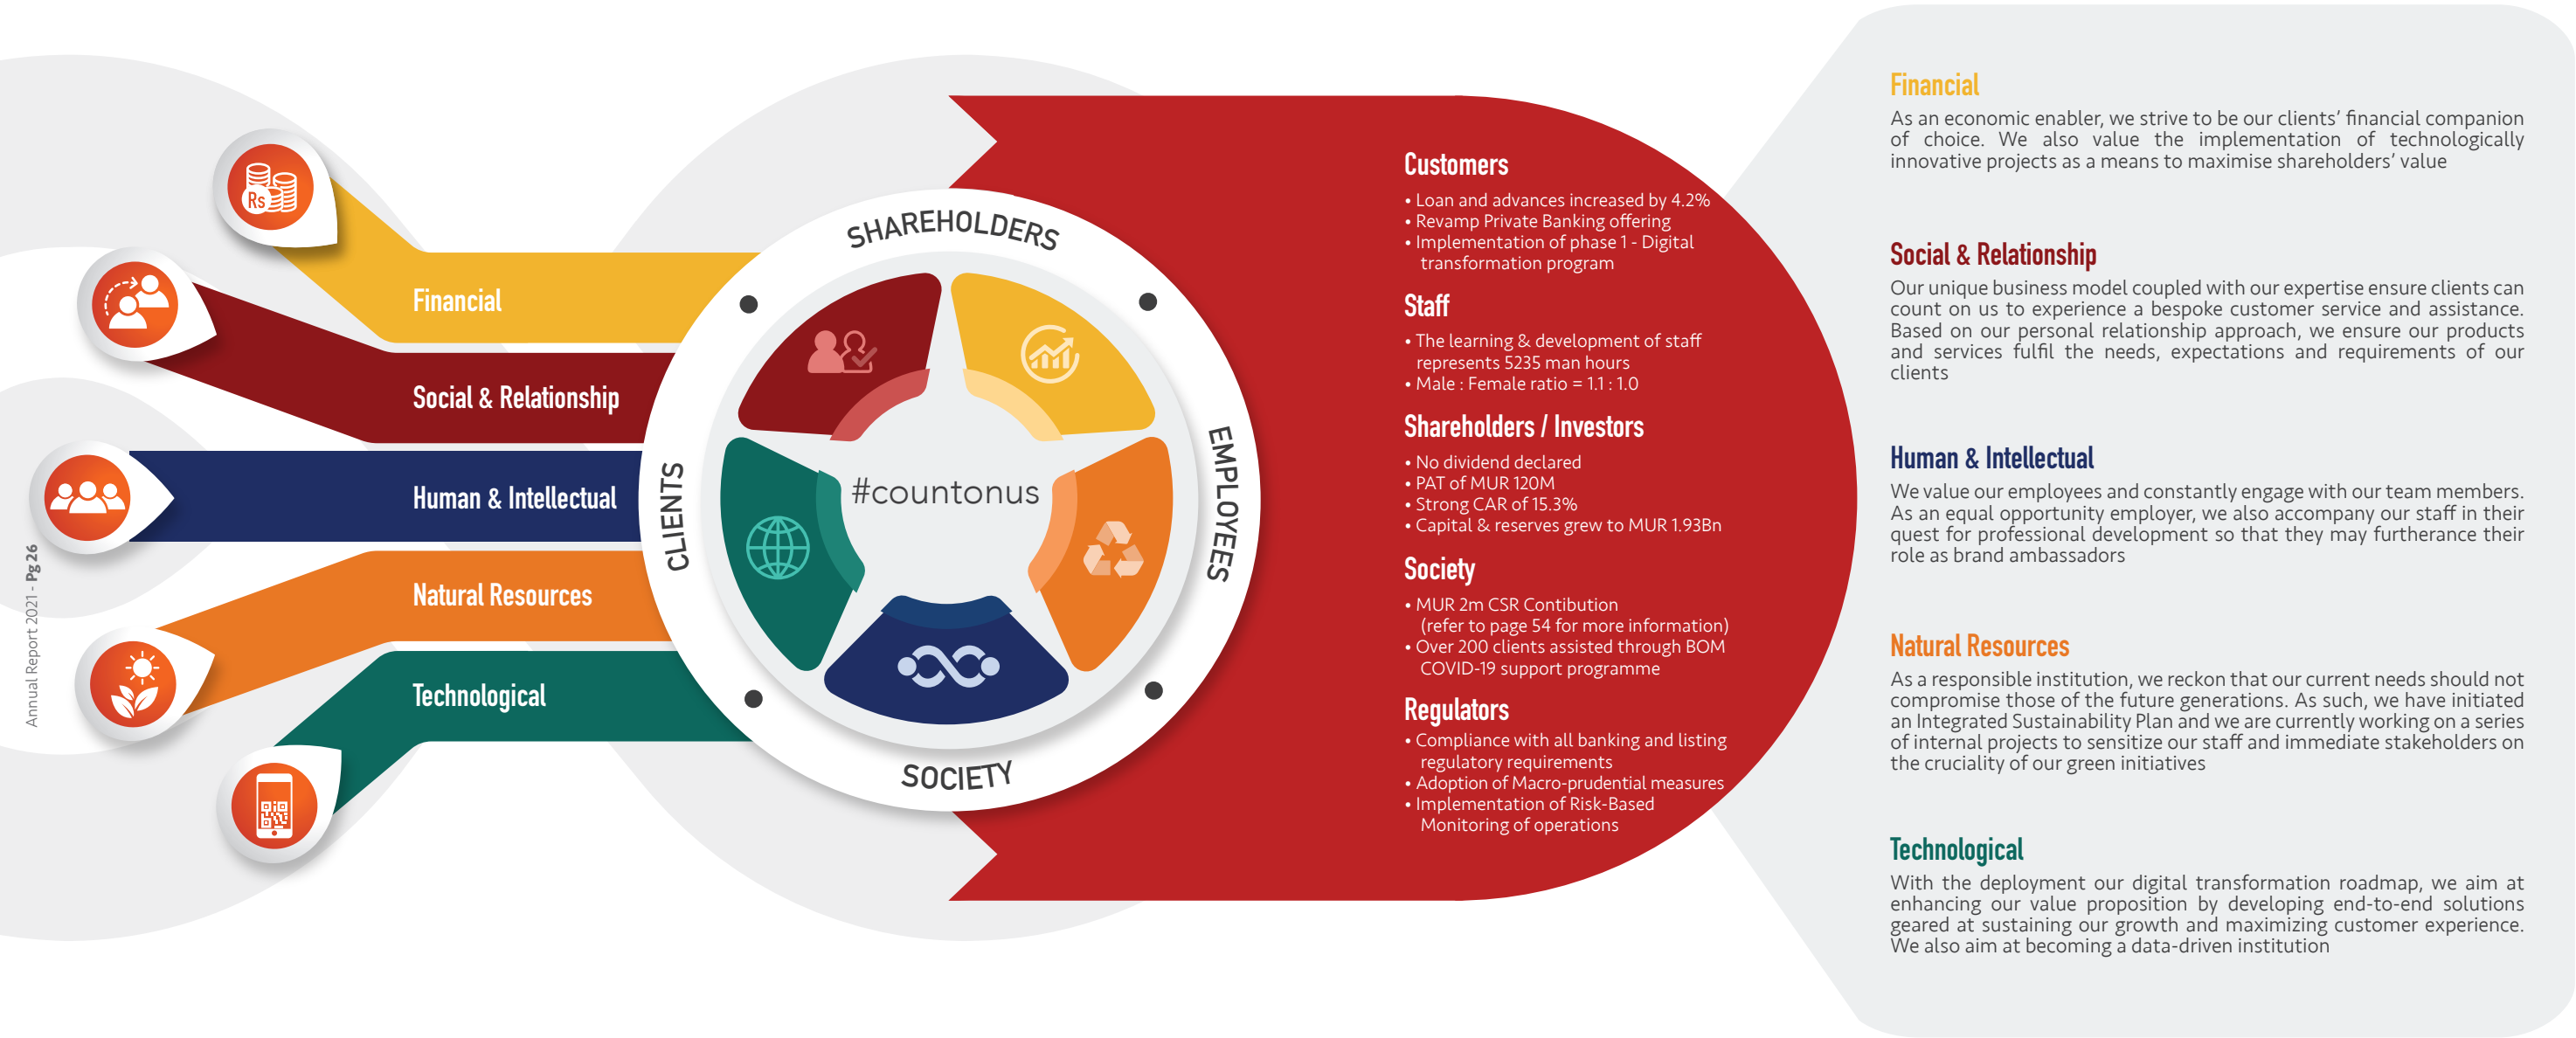 Annual Report 2021 - Pg 26
Rs
Financial
Social & Relationship
Human & Intellectual
Natural Resources
Technological
SHAREHOLDERS
EMPLOYEES
SOCIETY
CLIENTS
#countonus
Customers
• Loan and advances increased by 4.2%
• Revamp Private Banking offering
• Implementation of phase 1 - Digital
transformation program
Staff
• The learning & development of staff
represents 5235 man hours
• Male : Female ratio = 1.1 : 1.0
Shareholders / Investors
• No dividend declared
• PAT of MUR 120M
• Strong CAR of 15.3%
• Capital & reserves grew to MUR 1.93Bn
Society
• MUR 2m CSR Contibution
(refer to page 54 for more information)
• Over 200 clients assisted through BOM
COVID-19 support programme
Regulators
• Compliance with all banking and listing
regulatory requirements
• Adoption of Macro-prudential measures
• Implementation of Risk-Based
Monitoring of operations
Financial
As an economic enabler, we strive to be our clients’ financial companion
of choice. We also value the implementation of technologically
innovative projects as a means to maximise shareholders’ value
Social & Relationship
Our unique business model coupled with our expertise ensure clients can
count on us to experience a bespoke customer service and assistance.
Based on our personal relationship approach, we ensure our products
and services fulfil the needs, expectations and requirements of our
clients
Human & Intellectual
We value our employees and constantly engage with our team members.
As an equal opportunity employer, we also accompany our staff in their
quest for professional development so that they may furtherance their
role as brand ambassadors
Natural Resources
As a responsible institution, we reckon that our current needs should not
compromise those of the future generations. As such, we have initiated
an Integrated Sustainability Plan and we are currently working on a series
of internal projects to sensitize our staff and immediate stakeholders on
the cruciality of our green initiatives
Technological
With the deployment our digital transformation roadmap, we aim at
enhancing our value proposition by developing end-to-end solutions
geared at sustaining our growth and maximizing customer experience.
We also aim at becoming a data-driven institution